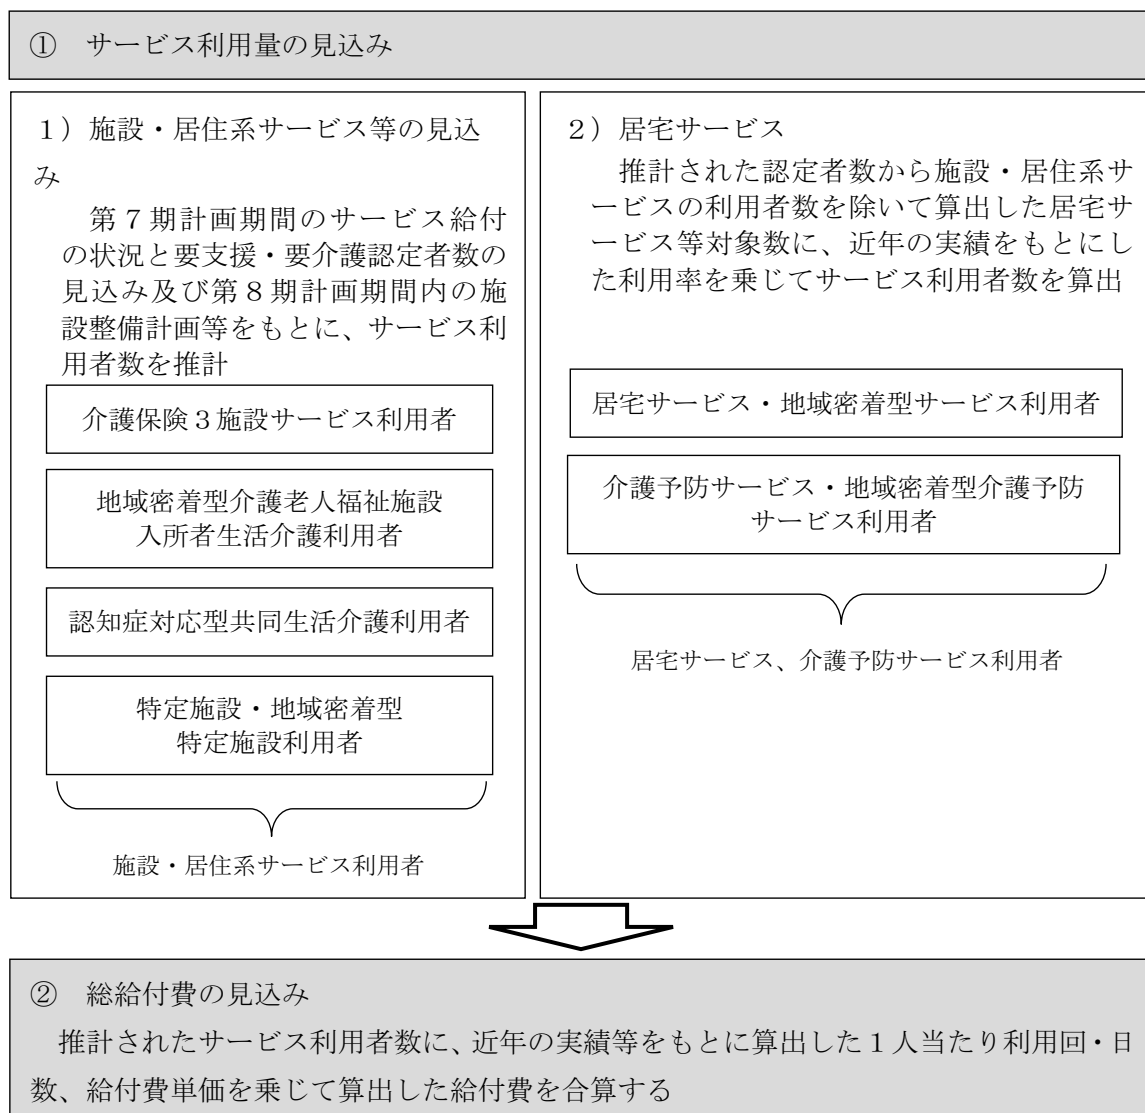 ① サービス利用量の見込み
１）施設・居住系サービス等の見込
み
第７期計画期間のサービス給付
の状況と要支援・要介護認定者数の
見込み及び第８期計画期間内の施
設整備計画等をもとに、サービス利
用者数を推計
介護保険３施設サービス利用者
地域密着型介護老人福祉施設
入所者生活介護利用者
認知症対応型共同生活介護利用者
特定施設・地域密着型
特定施設利用者
施設・居住系サービス利用者
２）居宅サービス
推計された認定者数から施設・居住系サ
ービスの利用者数を除いて算出した居宅サ
ービス等対象数に、近年の実績をもとにし
た利用率を乗じてサービス利用者数を算出
居宅サービス・地域密着型サービス利用者
介護予防サービス・地域密着型介護予防
サービス利用者
居宅サービス、介護予防サービス利用者
② 総給付費の見込み
推計されたサービス利用者数に、近年の実績等をもとに算出した１人当たり利用回・日
数、給付費単価を乗じて算出した給付費を合算する